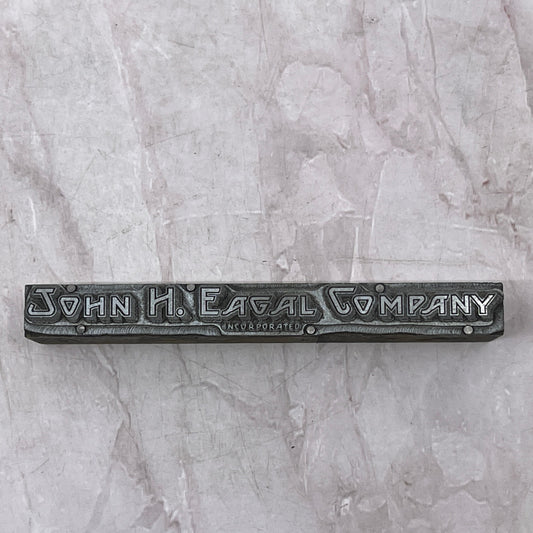 JOHN H. EAGAL COMPANY
INCORPORATED